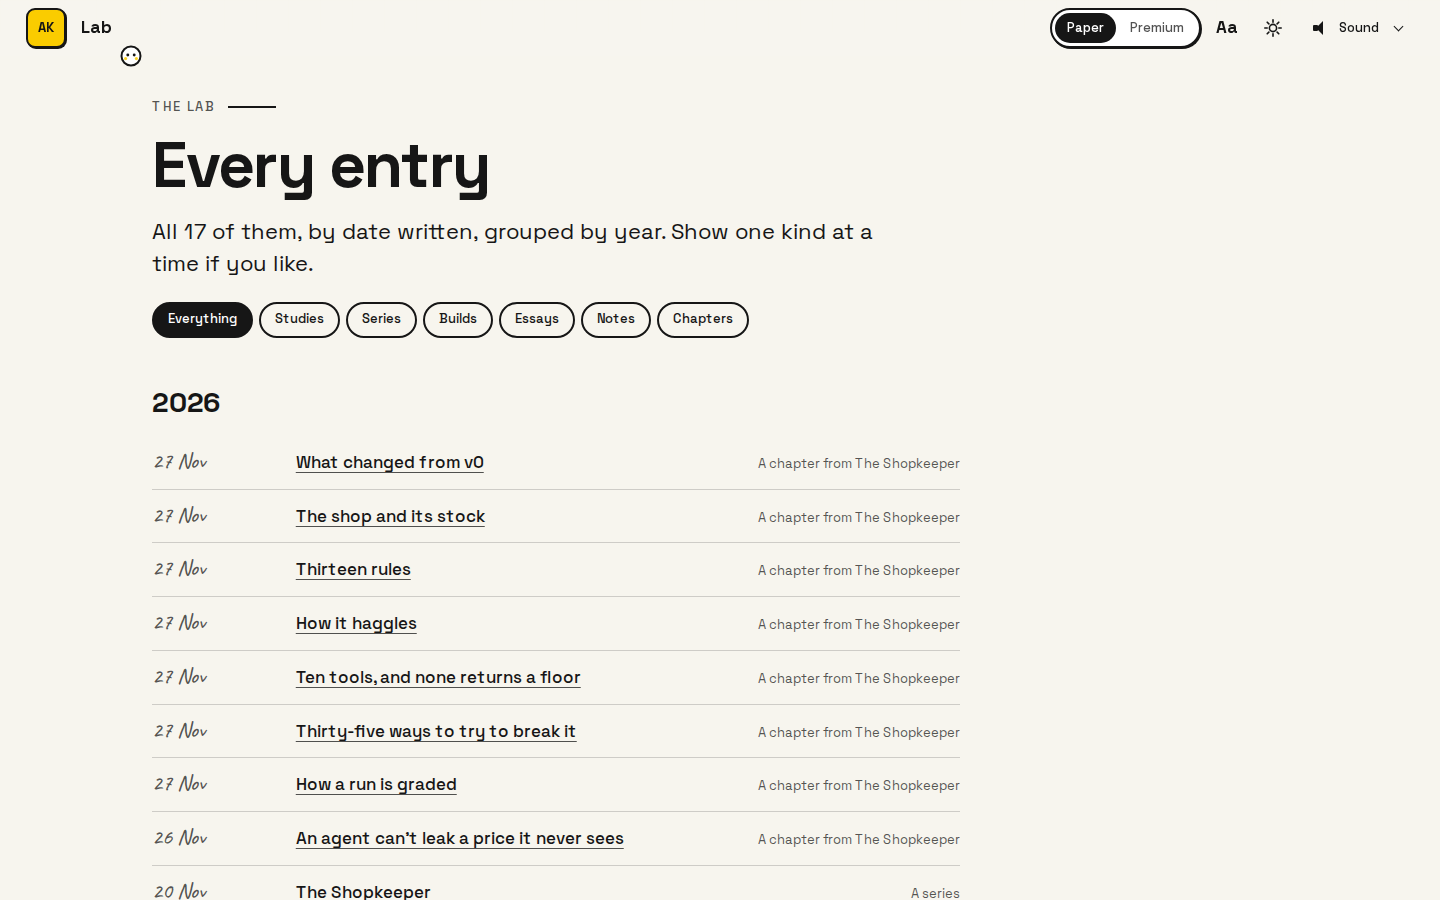 AK
Lab
Paper
Premium
Aa
Sound
THE LAB
Every entry
All 17 of them, by date written, grouped by year. Show one kind at a
time if you like.
Everything
Studies
Series
Builds
Essays
Notes
Chapters
2026
27 Nov What changed from v0 A chapter from The Shopkeeper
27 Nov The shop and its stock A chapter from The Shopkeeper
27 Nov Thirteen rules A chapter from The Shopkeeper
27 Nov How it haggles A chapter from The Shopkeeper
27 Nov Ten tools, and none returns a floor A chapter from The Shopkeeper
27 Nov Thirty-five ways to try to break it A chapter from The Shopkeeper
27 Nov How a run is graded A chapter from The Shopkeeper
26 Nov An agent can’t leak a price it never sees A chapter from The Shopkeeper
20 Nov The Shopkeeper A series